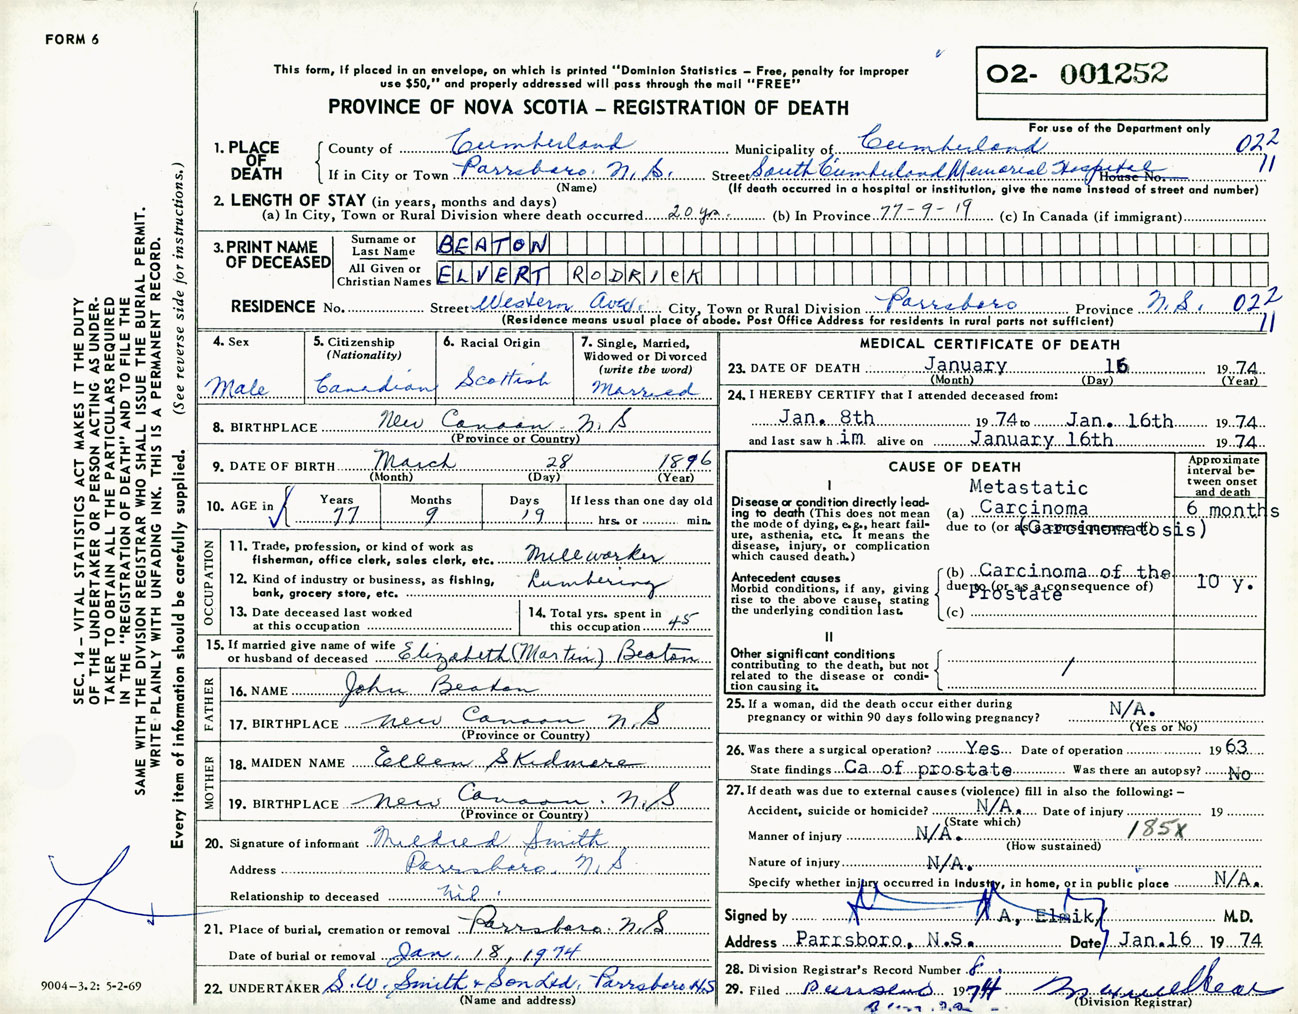 FORM 6
This form, if placed in an envelope, on which is printed "Dominion Statistics – Free, penalty for improper
use $50," and properly addressed will pass through the mail "FREE"
PROVINCE OF NOVA SCOTIA – REGISTRATION OF DEATH
02- 001252
For use of the Department only
1. PLACE OF DEATH
County of Cumberland Municipality of Cumberland 022
If in City or Town Parrsboro. N.S. Street South Cumberland Memorial Hospital House No. 11
(Name) (If death occurred in a hospital or institution, give the name instead of street and number)
2. LENGTH OF STAY (in years, months and days)
(a) In City, Town or Rural Division where death occurred 20 yrs. (b) In Province 77-9-19 (c) In Canada (if immigrant)
3. PRINT NAME OF DECEASED
Surname or Last Name BEATON
All Given or Christian Names ELVERT RODRICK
RESIDENCE No. Street Western Ave. City, Town or Rural Division Parrsboro Province N.S. 022
(Residence means usual place of abode. Post Office Address for residents in rural parts not sufficient) 11
SEC. 14 – VITAL STATISTICS ACT MAKES IT THE DUTY
OF THE UNDERTAKER OR PERSON ACTING AS UNDER-
TAKER TO OBTAIN ALL THE PARTICULARS REQUIRED
IN THE "REGISTRATION OF DEATH" AND TO FILE THE
SAME WITH THE DIVISION REGISTRAR WHO SHALL ISSUE THE BURIAL PERMIT.
WRITE PLAINLY WITH UNFADING INK. THIS IS A PERMANENT RECORD.
Every item of information should be carefully supplied. (See reverse side for instructions.)
4. Sex
Male
5. Citizenship
(Nationality)
Canadian
6. Racial Origin
Scottish
7. Single, Married,
Widowed or Divorced
(write the word)
Married
8. BIRTHPLACE New Canaan. N.S
(Province or Country)
9. DATE OF BIRTH March 28 1896
(Month) (Day) (Year)
10. AGE in
Years Months Days If less than one day old
77 9 19 hrs. or min.
OCCUPATION
11. Trade, profession, or kind of work as
fisherman, office clerk, sales clerk, etc. Millworker
12. Kind of industry or business, as fishing,
bank, grocery store, etc. Lumbering
13. Date deceased last worked
at this occupation
14. Total yrs. spent in
this occupation 45
15. If married give name of wife
or husband of deceased Elizabeth (Martin) Beaton
FATHER
16. NAME John Beaton
17. BIRTHPLACE New Canaan N.S
(Province or Country)
MOTHER
18. MAIDEN NAME Ellen Skidmore
19. BIRTHPLACE New Canaan. N.S
(Province or Country)
20. Signature of informant Mildred Smith
Address Parrsboro. N.S
Relationship to deceased Nil.
21. Place of burial, cremation or removal Parrsboro. N.S
Date of burial or removal Jan. 18, 1974
22. UNDERTAKER S.W. Smith & Son Ltd. Parrsboro N.S
(Name and address)
9004-3.2: 5-2-69
MEDICAL CERTIFICATE OF DEATH
23. DATE OF DEATH January 16 1974
(Month) (Day) (Year)
24. I HEREBY CERTIFY that I attended deceased from:
Jan. 8th 1974 to Jan. 16th 1974
and last saw him alive on January 16th 1974
CAUSE OF DEATH
Approximate
interval be-
tween onset
and death
I
Disease or condition directly lead-
ing to death (This does not mean
the mode of dying, e.g., heart fail-
ure, asthenia, etc. It means the
disease, injury, or complication
which caused death.)
Metastatic
(a) Carcinoma 6 months
due to (or as a consequence of)
(Carcinomatosis)
Antecedent causes
Morbid conditions, if any, giving
rise to the above cause, stating
the underlying condition last.
(b) Carcinoma of the
due to (or as a consequence of) 10 y.
Prostate
(c)
II
Other significant conditions
contributing to the death, but not
related to the disease or condi-
tion causing it.
/
25. If a woman, did the death occur either during
pregnancy or within 90 days following pregnancy? N/A.
(Yes or No)
26. Was there a surgical operation? Yes Date of operation 1963
State findings Ca of prostate Was there an autopsy? No
27. If death was due to external causes (violence) fill in also the following: –
Accident, suicide or homicide? N/A. Date of injury 19
(State which) 185X
Manner of injury N/A.
(How sustained)
Nature of injury N/A.
Specify whether injury occurred in industry, in home, or in public place N/A.
Signed by A, Elsik, M.D.
Address Parrsboro, N.S. Date Jan.16 1974
28. Division Registrar's Record Number 8.
29. Filed 1974
(Division Registrar)